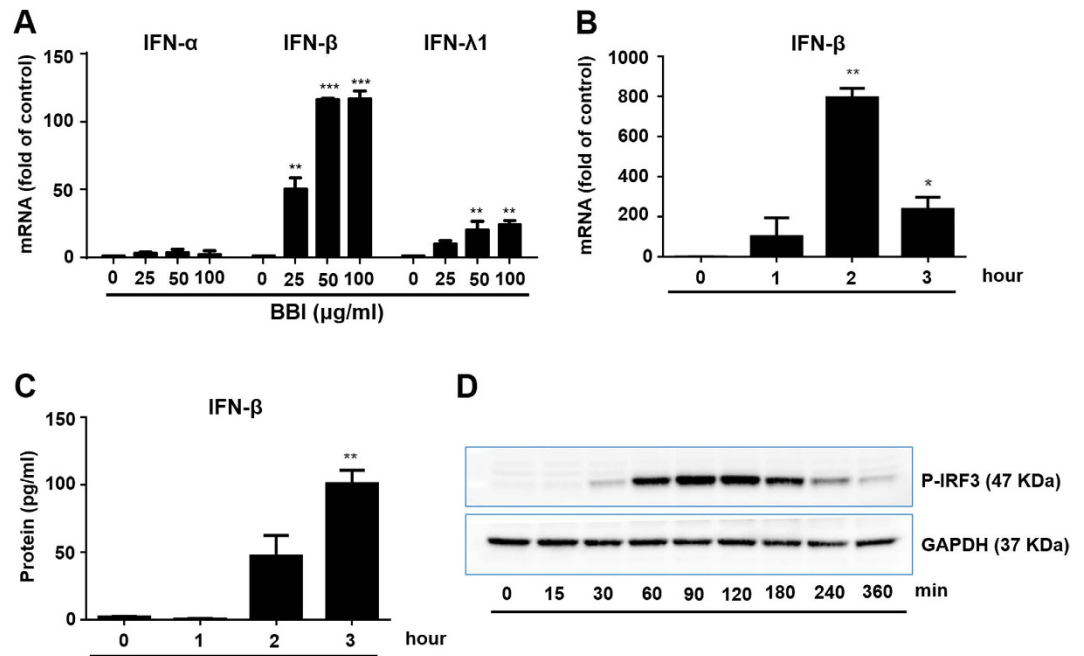 A
IFN-α IFN-β IFN-λ1
mRNA (fold of control)
150
100
50
0
** *** *** ** **
0 25 50 100 0 25 50 100 0 25 50 100
BBI (µg/ml)
B
IFN-β
mRNA (fold of control)
1000
800
600
400
200
0
**
*
0 1 2 3 hour
C
IFN-β
Protein (pg/ml)
150
100
50
0
**
0 1 2 3 hour
D
P-IRF3 (47 KDa)
GAPDH (37 KDa)
0 15 30 60 90 120 180 240 360 min